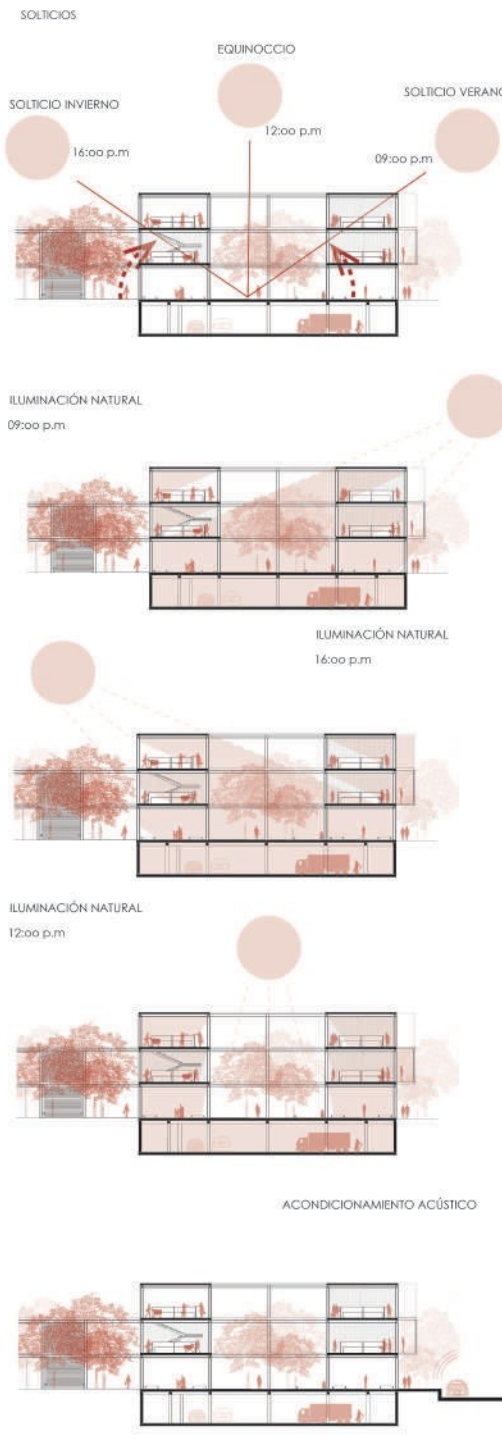 SOLTICIOS
EQUINOCCIO
SOLTICIO INVIERNO
SOLTICIO VERANO
12:oo p.m
16:oo p.m
09:oo p.m
ILUMINACIÓN NATURAL
09:oo p.m
ILUMINACIÓN NATURAL
16:oo p.m
ILUMINACIÓN NATURAL
12:oo p.m
ACONDICIONAMIENTO ACÚSTICO